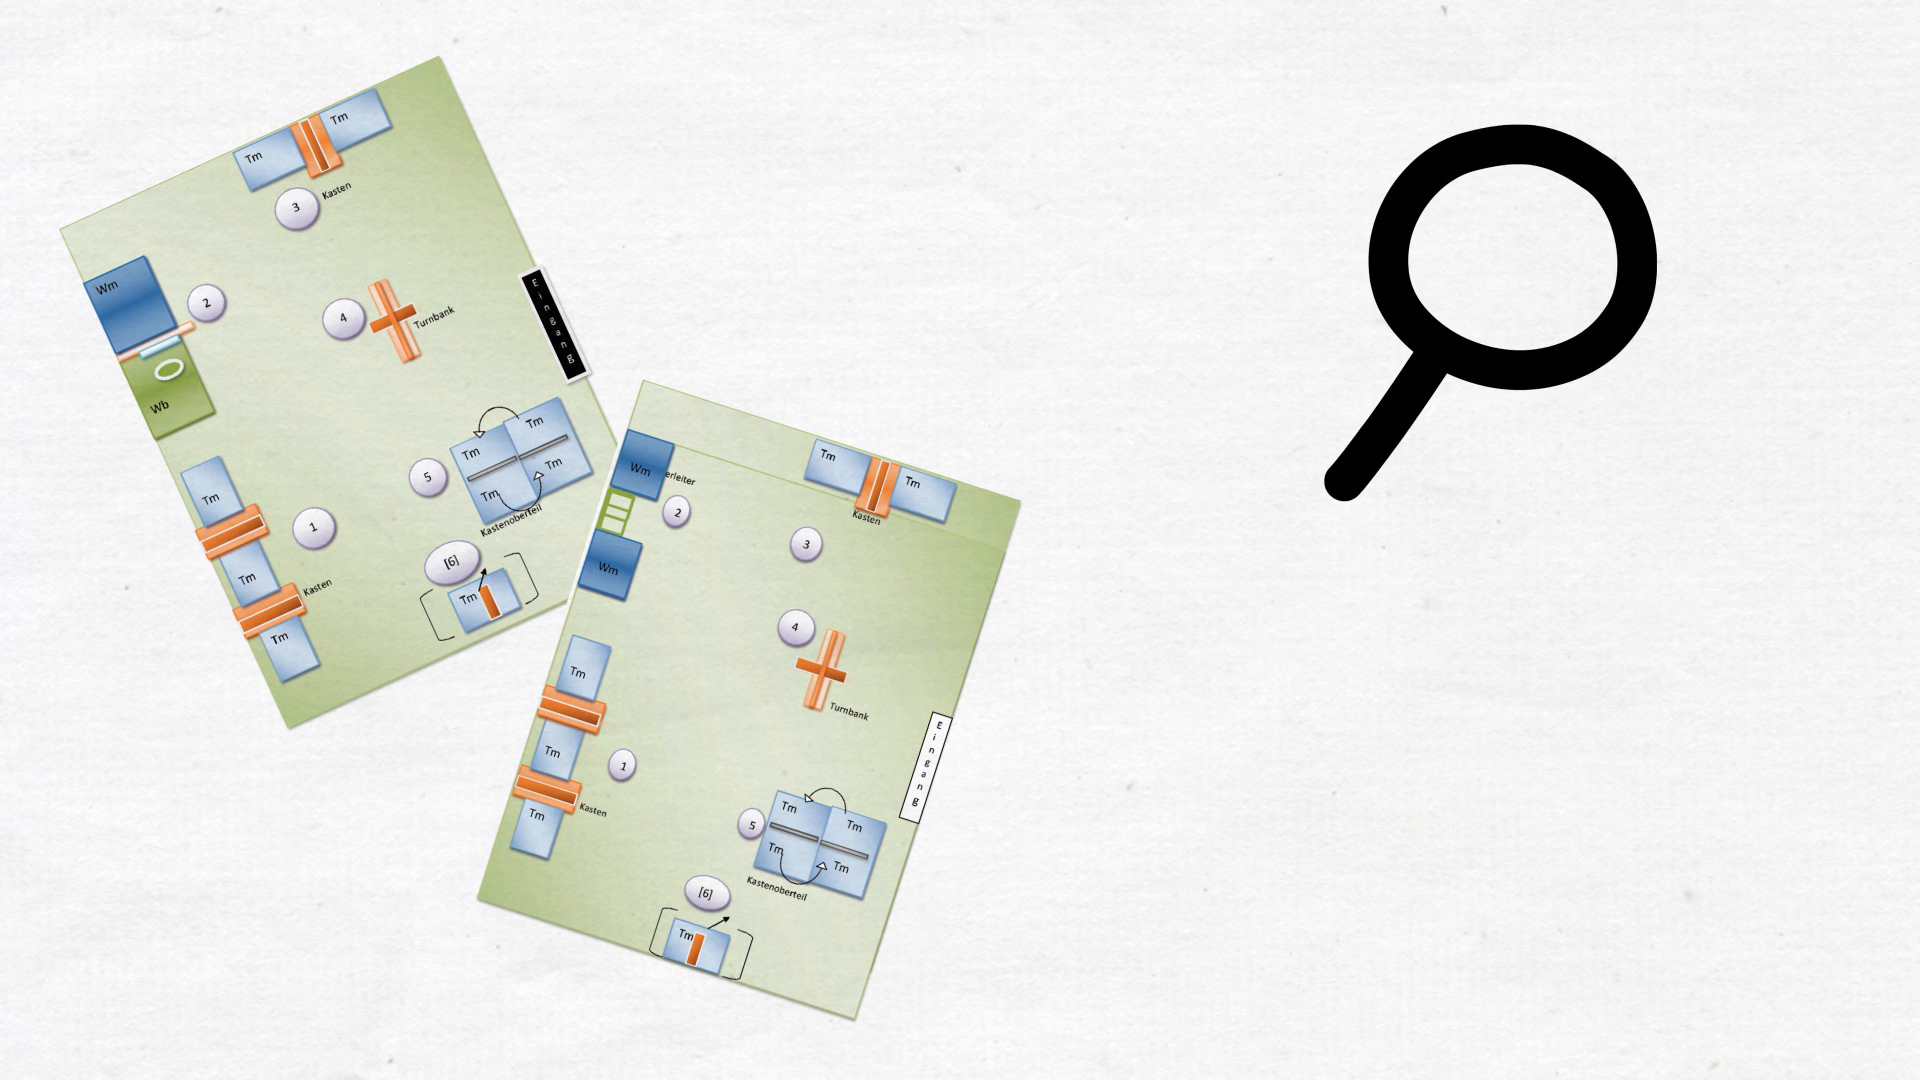 Tm
Tm
Kasten
3
Wm
2
4
Turnbank
Eingang
Wb
Tm
Tm
5
Tm
Tm
Kastenoberteil
Tm
1
Tm
Kasten
Tm
[6]
Tm
Tm
Tm
Kasten
Wm
erleiter
2
3
Wm
4
Turnbank
Tm
Eingang
Tm
1
Kasten
Tm
Tm
Tm
5
Tm
Tm
Kastenoberteil
[6]
Tm